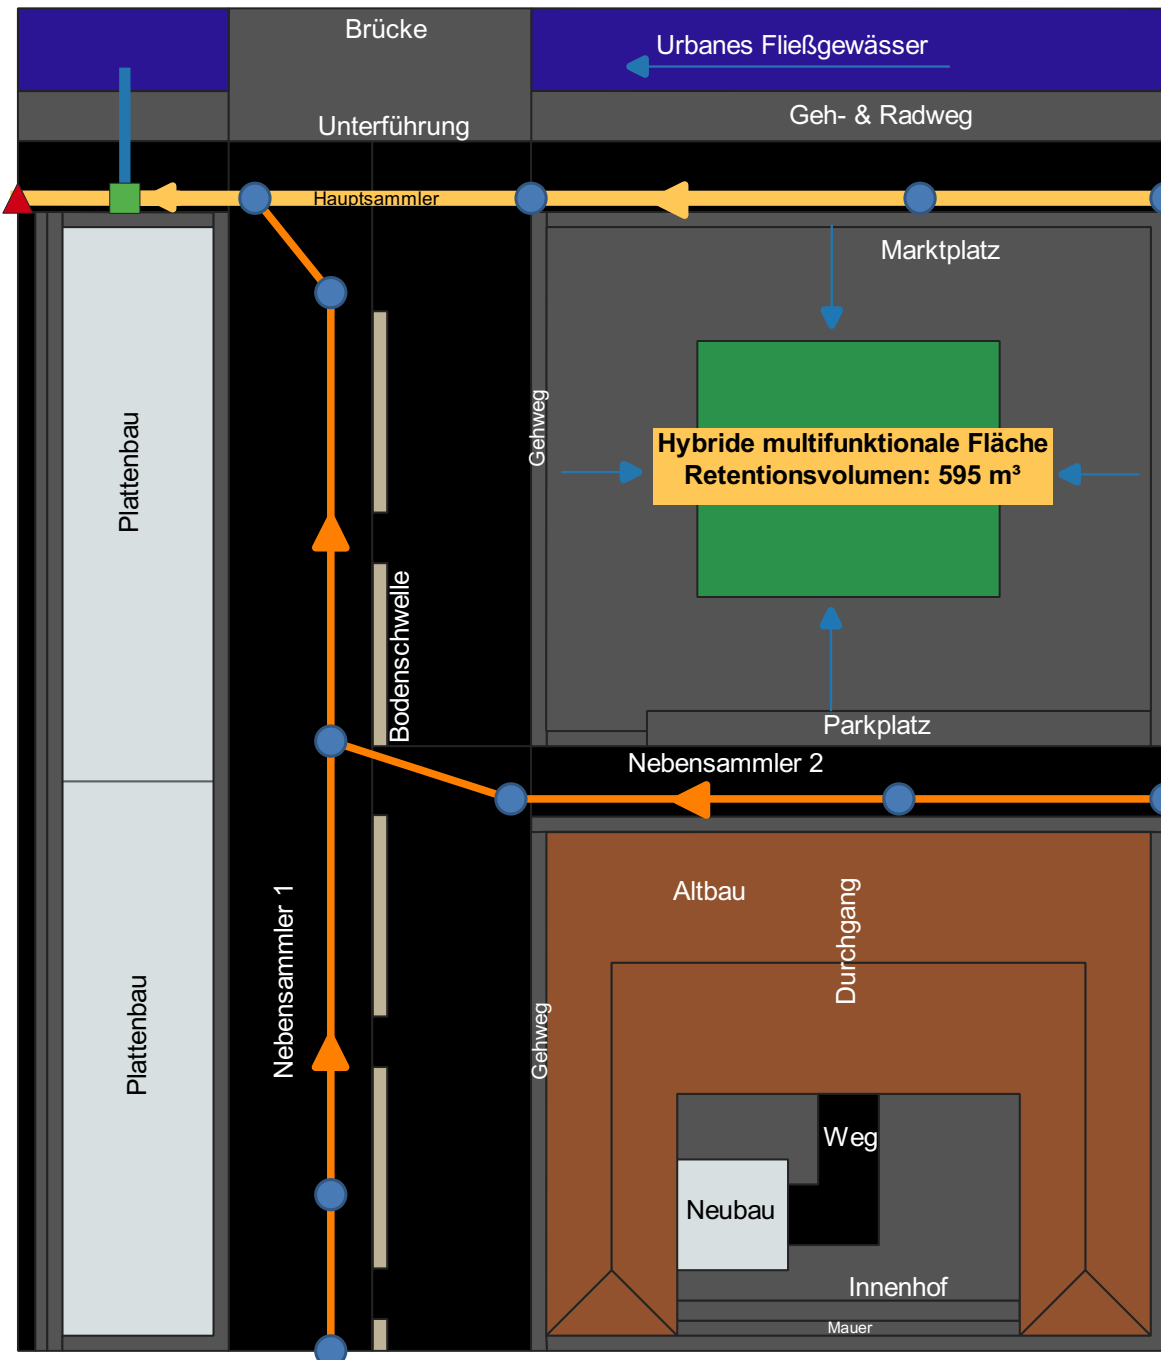 Brücke
Urbanes Fließgewässer
Geh- & Radweg
Unterführung
Hauptsammler
Marktplatz
Plattenbau
Gehweg
Hybride multifunktionale Fläche
Retentionsvolumen: 595 m³
Bodenschwelle
Parkplatz
Nebensammler 2
Nebensammler 1
Altbau
Durchgang
Plattenbau
Gehweg
Weg
Neubau
Innenhof
Mauer